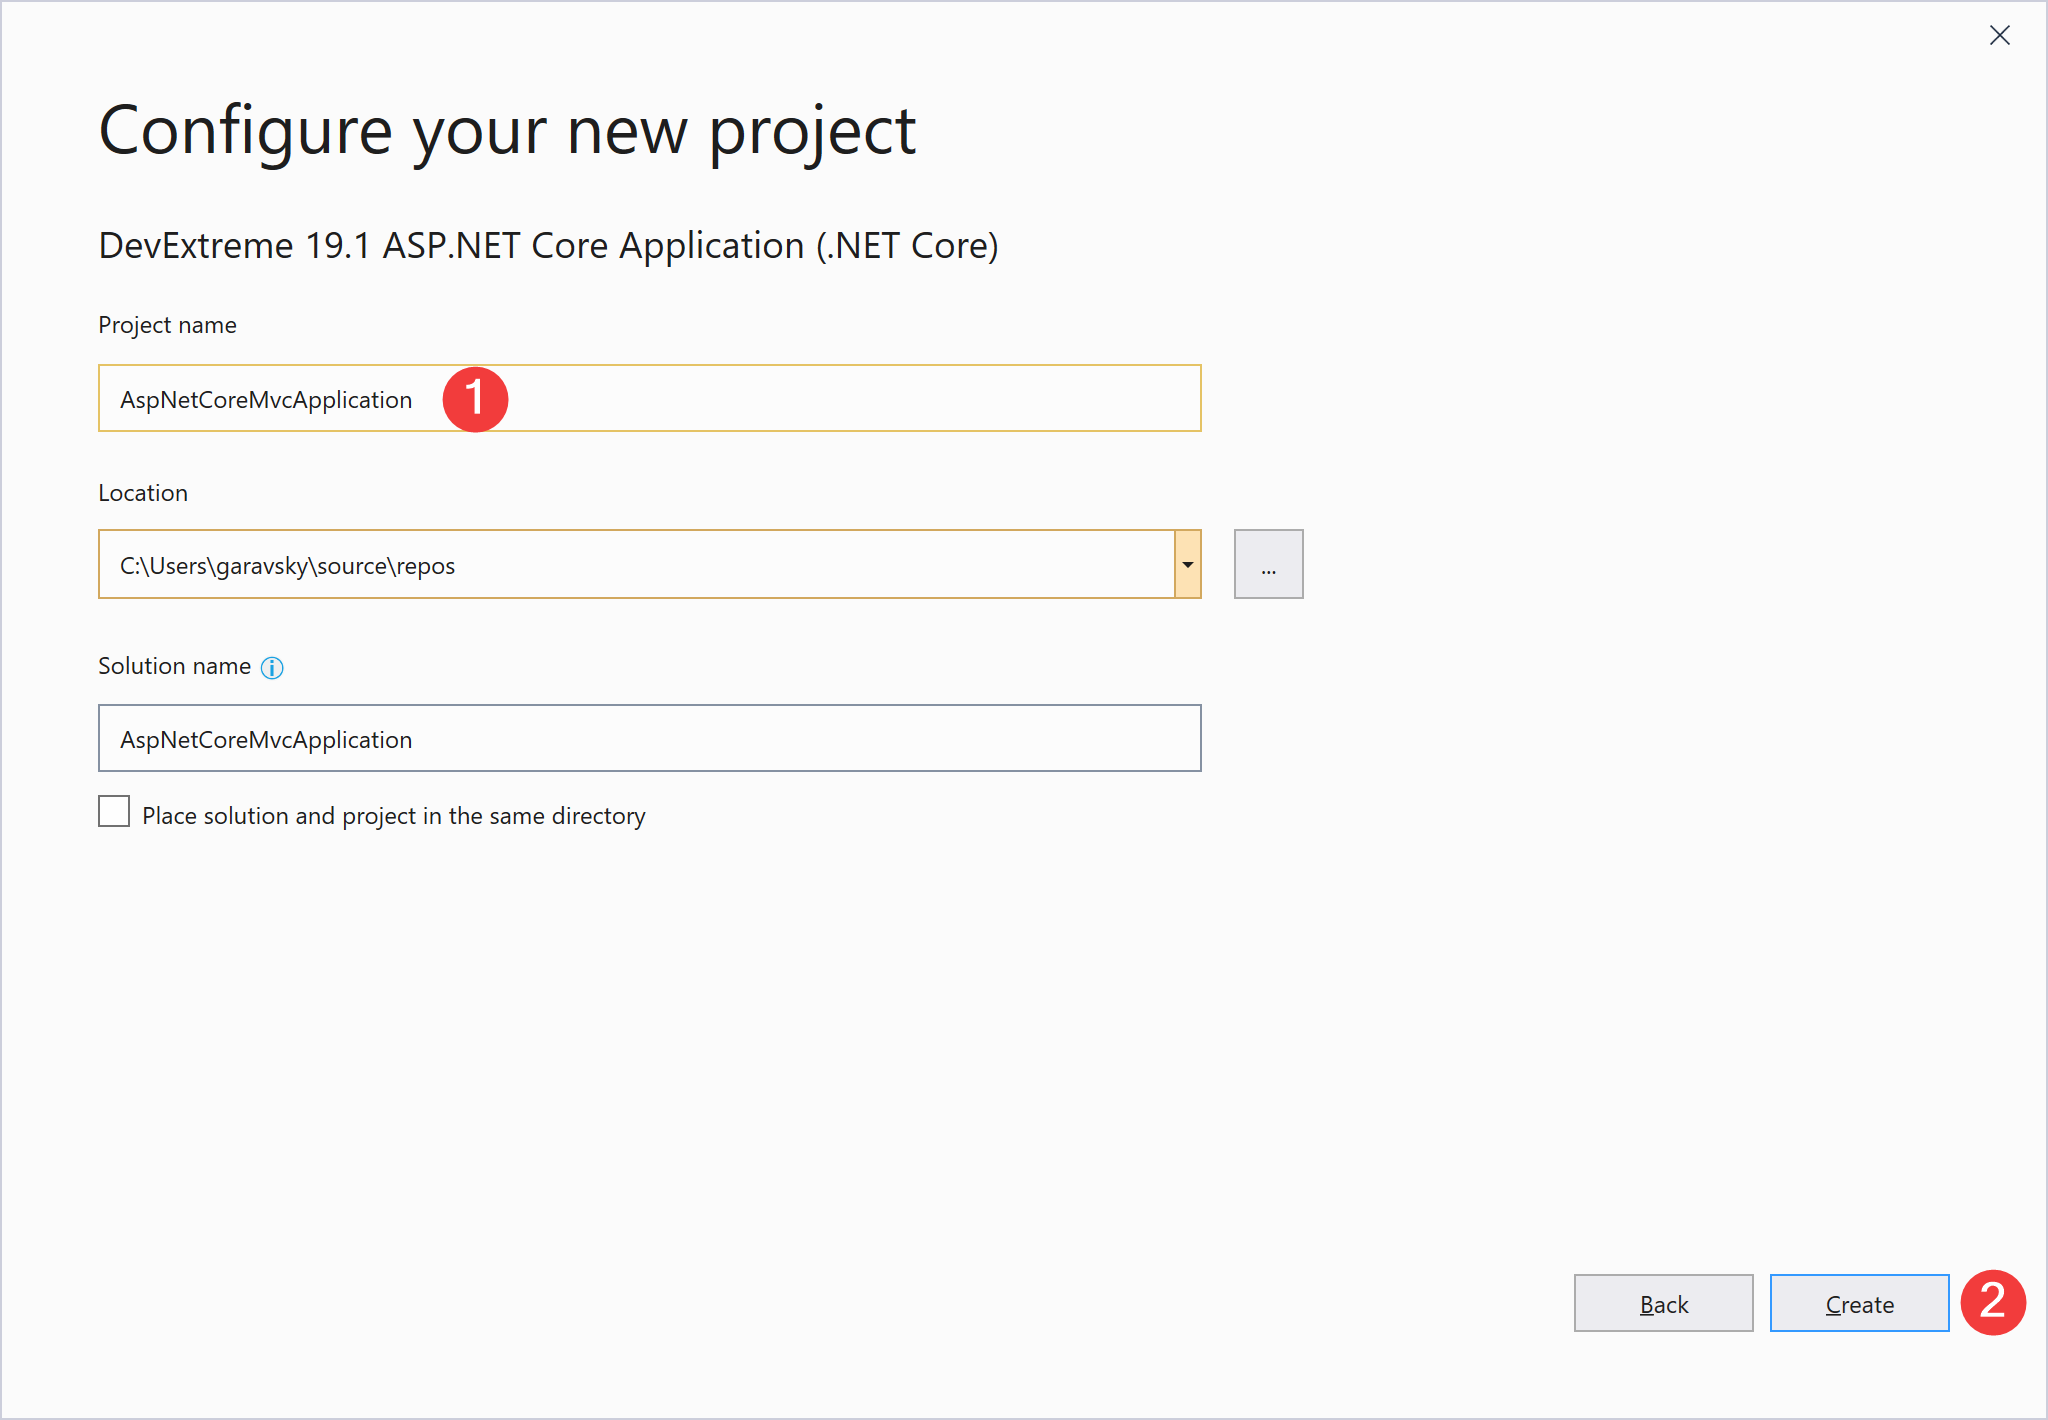 Configure your new project
DevExtreme 19.1 ASP.NET Core Application (.NET Core)
Project name
AspNetCoreMvcApplication 1
Location
C:\Users\garavsky\source\repos
...
Solution name
AspNetCoreMvcApplication
Place solution and project in the same directory
Back Create 2